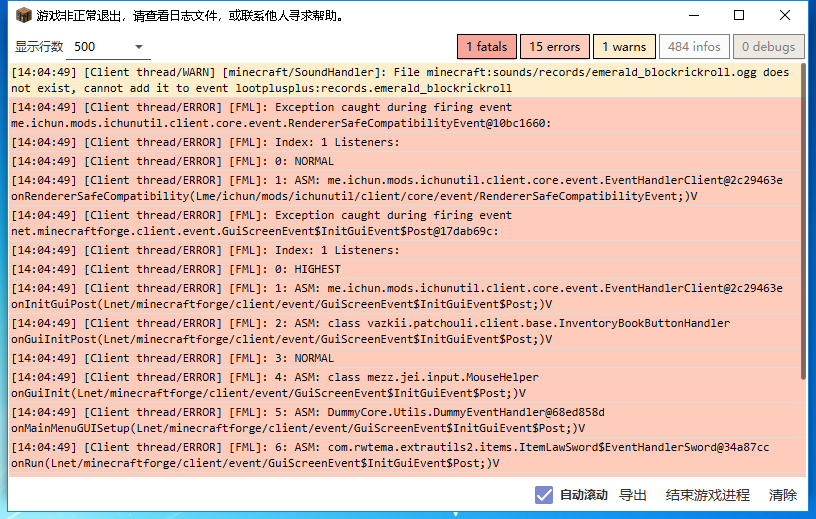 游戏非正常退出，请查看日志文件，或联系他人寻求帮助。
显示行数 500 1 fatals 15 errors 1 warns 484 infos 0 debugs
[14:04:49] [Client thread/WARN] [minecraft/SoundHandler]: File minecraft:sounds/records/emerald_blockrickroll.ogg does
not exist, cannot add it to event lootplusplus:records.emerald_blockrickroll
[14:04:49] [Client thread/ERROR] [FML]: Exception caught during firing event
me.ichun.mods.ichunutil.client.core.event.RendererSafeCompatibilityEvent@10bc1660:
[14:04:49] [Client thread/ERROR] [FML]: Index: 1 Listeners:
[14:04:49] [Client thread/ERROR] [FML]: 0: NORMAL
[14:04:49] [Client thread/ERROR] [FML]: 1: ASM: me.ichun.mods.ichunutil.client.core.event.EventHandlerClient@2c29463e
onRendererSafeCompatibility(Lme/ichun/mods/ichunutil/client/core/event/RendererSafeCompatibilityEvent;)V
[14:04:49] [Client thread/ERROR] [FML]: Exception caught during firing event
net.minecraftforge.client.event.GuiScreenEvent$InitGuiEvent$Post@17dab69c:
[14:04:49] [Client thread/ERROR] [FML]: Index: 1 Listeners:
[14:04:49] [Client thread/ERROR] [FML]: 0: HIGHEST
[14:04:49] [Client thread/ERROR] [FML]: 1: ASM: me.ichun.mods.ichunutil.client.core.event.EventHandlerClient@2c29463e
onInitGuiPost(Lnet/minecraftforge/client/event/GuiScreenEvent$InitGuiEvent$Post;)V
[14:04:49] [Client thread/ERROR] [FML]: 2: ASM: class vazkii.patchouli.client.base.InventoryBookButtonHandler
onGuiInitPost(Lnet/minecraftforge/client/event/GuiScreenEvent$InitGuiEvent$Post;)V
[14:04:49] [Client thread/ERROR] [FML]: 3: NORMAL
[14:04:49] [Client thread/ERROR] [FML]: 4: ASM: class mezz.jei.input.MouseHelper
onGuiInit(Lnet/minecraftforge/client/event/GuiScreenEvent$InitGuiEvent$Post;)V
[14:04:49] [Client thread/ERROR] [FML]: 5: ASM: DummyCore.Utils.DummyEventHandler@68ed858d
onMainMenuGUISetup(Lnet/minecraftforge/client/event/GuiScreenEvent$InitGuiEvent$Post;)V
[14:04:49] [Client thread/ERROR] [FML]: 6: ASM: com.rwtema.extrautils2.items.ItemLawSword$EventHandlerSword@34a87cc
onRun(Lnet/minecraftforge/client/event/GuiScreenEvent$InitGuiEvent$Post;)V
自动滚动 导出 结束游戏进程 清除